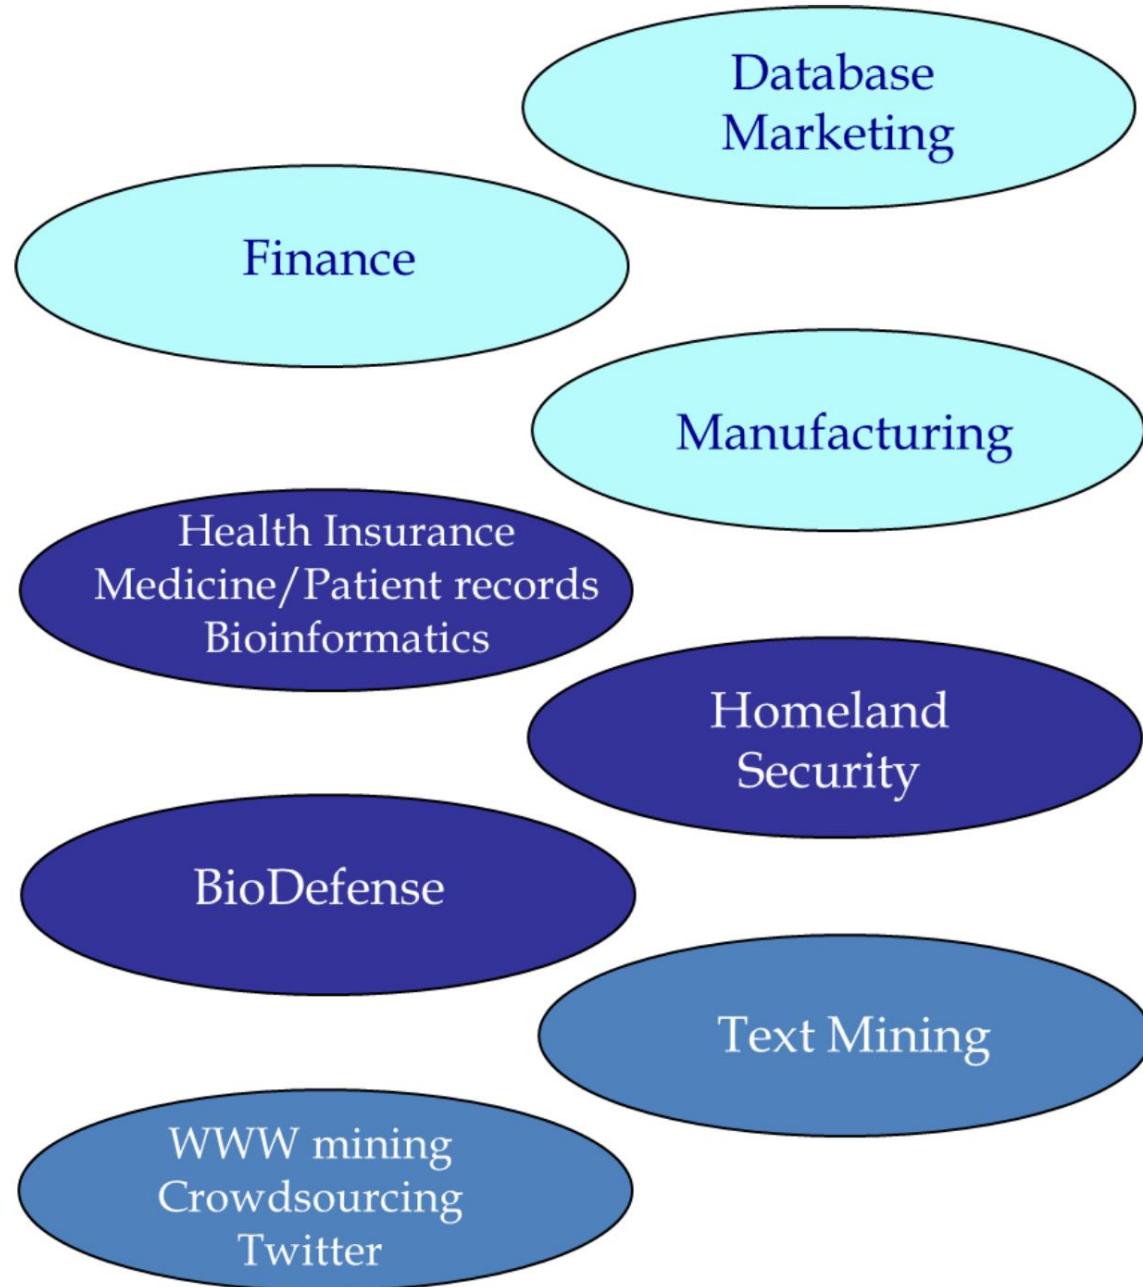 Database
Marketing
Finance
Manufacturing
Health Insurance
Medicine/Patient records
Bioinformatics
Homeland
Security
BioDefense
Text Mining
WWW mining
Crowdsourcing
Twitter